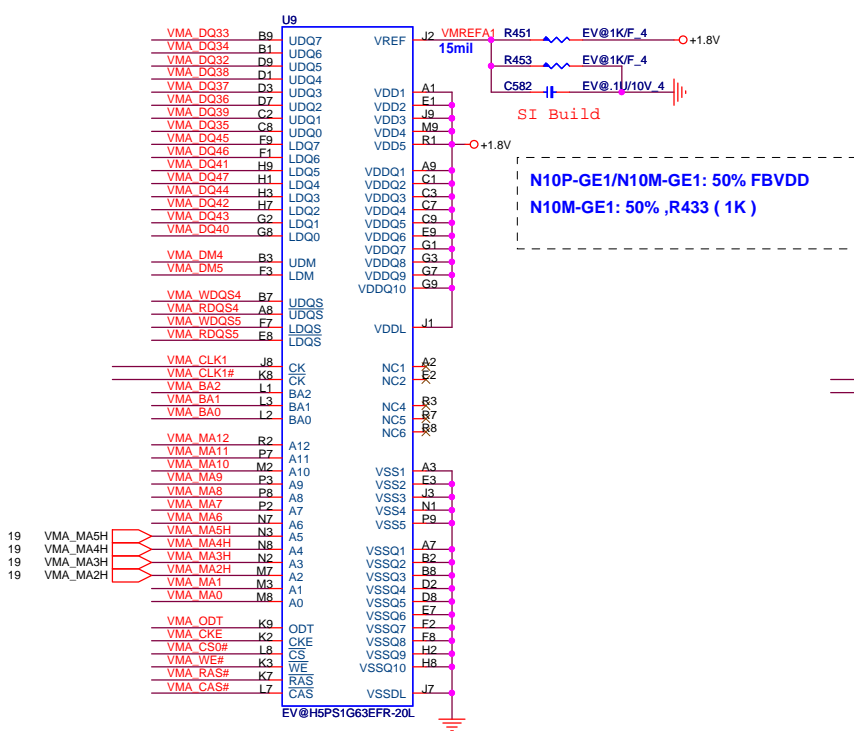 U9
VMA_DQ33 B9 UDQ7 VREF J2 VMREFA1 R451 EV@1K/F_4 +1.8V
15mil
VMA_DQ34 B1 UDQ6
VMA_DQ32 D9 UDQ5 R453 EV@1K/F_4
VMA_DQ38 D1 UDQ4
VMA_DQ37 D3 UDQ3 VDD1 A1 C582 EV@.1U/10V_4
VMA_DQ36 D7 UDQ2 VDD2 E1
VMA_DQ39 C2 UDQ1 VDD3 J9
SI Build
VMA_DQ35 C8 UDQ0 VDD4 M9
VMA_DQ45 F9 LDQ7 VDD5 R1 +1.8V
VMA_DQ46 F1 LDQ6
VMA_DQ41 H9 LDQ5 VDDQ1 A9
VMA_DQ47 H1 LDQ4 VDDQ2 C1
N10P-GE1/N10M-GE1: 50% FBVDD
VMA_DQ44 H3 LDQ3 VDDQ3 C3
VMA_DQ42 H7 LDQ2 VDDQ4 C7
N10M-GE1: 50% ,R433 ( 1K )
VMA_DQ43 G2 LDQ1 VDDQ5 C9
VMA_DQ40 G8 LDQ0 VDDQ6 E9
VDDQ7 G1
VMA_DM4 B3 UDM VDDQ8 G3
VMA_DM5 F3 LDM VDDQ9 G7
VDDQ10 G9
VMA_WDQS4 B7 UDQS
VMA_RDQS4 A8 UDQS
VMA_WDQS5 F7 LDQS VDDL J1
VMA_RDQS5 E8 LDQS
VMA_CLK1 J8 CK NC1 A2
VMA_CLK1# K8 CK NC2 E2
VMA_BA2 L1 BA2
VMA_BA1 L3 BA1 NC4 R3
VMA_BA0 L2 BA0 NC5 R7
NC6 R8
VMA_MA12 R2 A12
VMA_MA11 P7 A11
VMA_MA10 M2 A10 VSS1 A3
VMA_MA9 P3 A9 VSS2 E3
VMA_MA8 P8 A8 VSS3 J3
VMA_MA7 P2 A7 VSS4 N1
VMA_MA6 N7 A6 VSS5 P9
19 VMA_MA5H VMA_MA5H N3 A5
19 VMA_MA4H VMA_MA4H N8 A4 VSSQ1 A7
19 VMA_MA3H VMA_MA3H N2 A3 VSSQ2 B2
19 VMA_MA2H VMA_MA2H M7 A2 VSSQ3 B8
VMA_MA1 M3 A1 VSSQ4 D2
VMA_MA0 M8 A0 VSSQ5 D8
VSSQ6 E7
VMA_ODT K9 ODT VSSQ7 F2
VMA_CKE K2 CKE VSSQ8 F8
VMA_CS0# L8 CS VSSQ9 H2
VMA_WE# K3 WE VSSQ10 H8
VMA_RAS# K7 RAS
VMA_CAS# L7 CAS VSSDL J7
EV@H5PS1G63EFR-20L